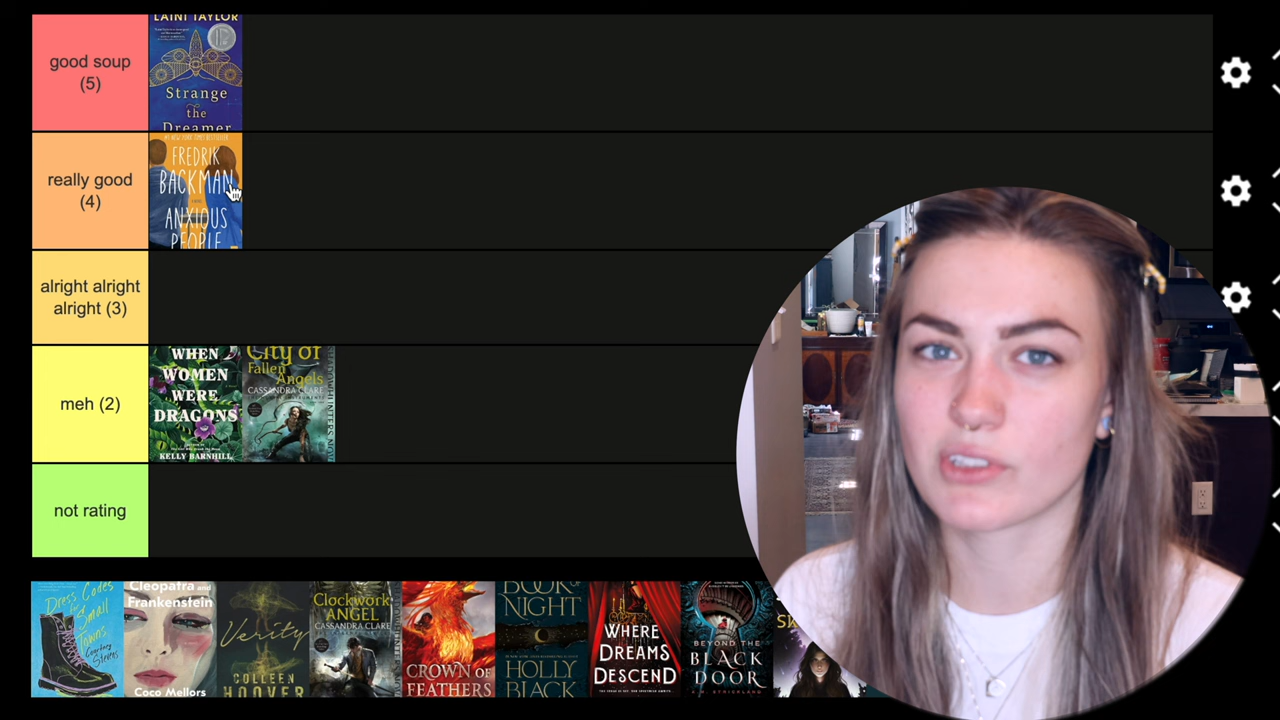 good soup
(5)
LAINI TAYLOR
Strange
the
Dreamer
really good
(4)
FREDRIK
BACKMAN
ANXIOUS
PEOPLE
alright alright
alright (3)
meh (2)
WHEN
WOMEN
WERE
DRAGONS
KELLY BARNHILL
City of
Fallen
Angels
CASSANDRA CLARE
not rating
Dress Codes
for
Small
Towns
Courtney
Stevens
Cleopatra and
Frankenstein
Coco Mellors
Verity
COLLEEN
HOOVER
Clockwork
ANGEL
CASSANDRA CLARE
CROWN OF
FEATHERS
BOOK OF
NIGHT
HOLLY
BLACK
WHERE
DREAMS
DESCEND
BEYOND THE
BLACK
DOOR
A.M. STRICKLAND